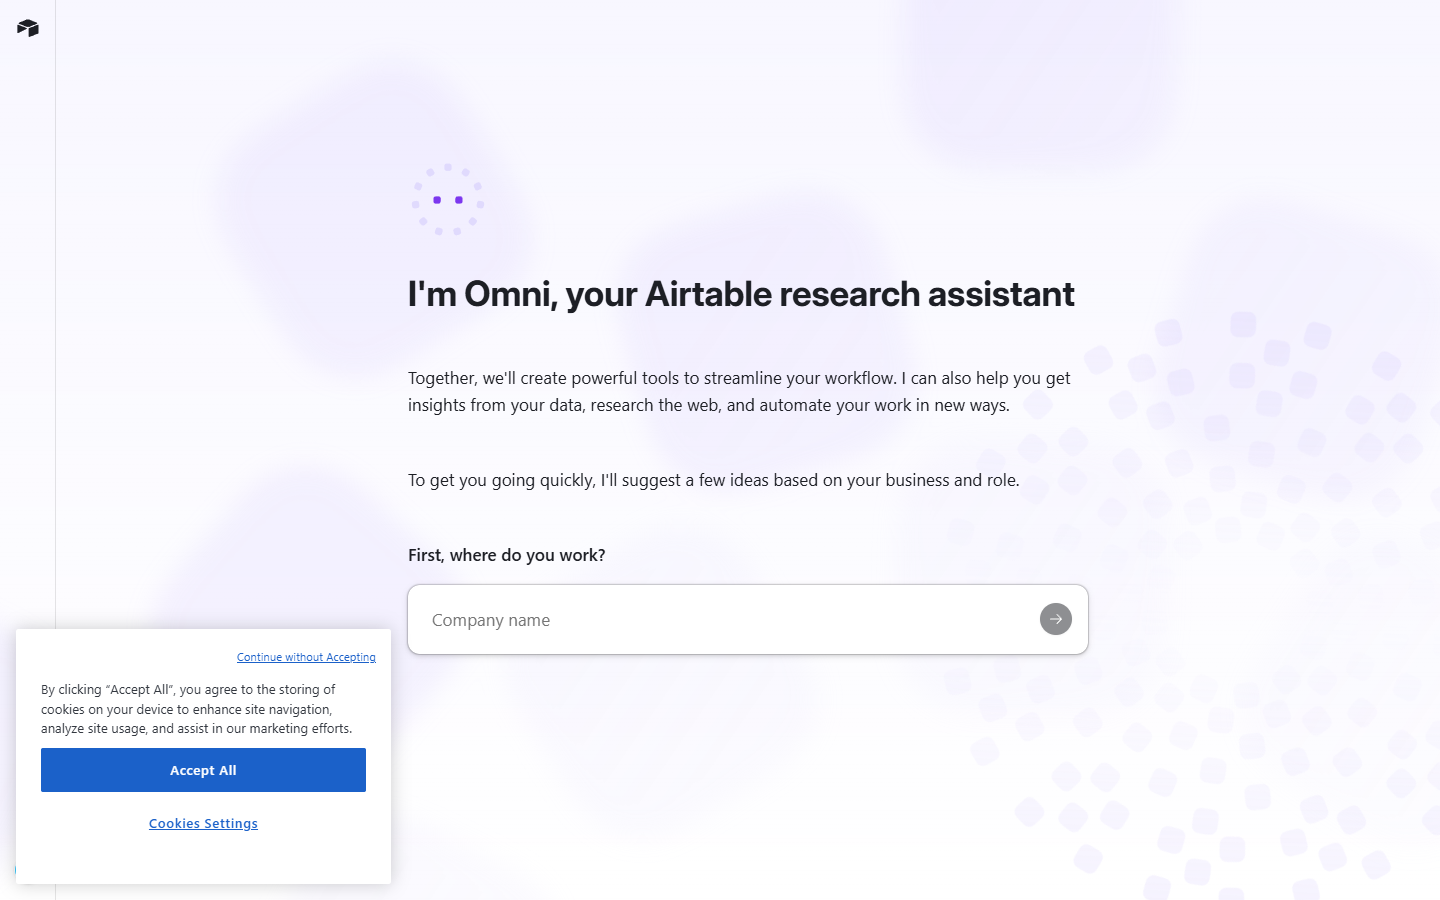 I'm Omni, your Airtable research assistant
Together, we'll create powerful tools to streamline your workflow. I can also help you get
insights from your data, research the web, and automate your work in new ways.
To get you going quickly, I'll suggest a few ideas based on your business and role.
First, where do you work?
Company name
Continue without Accepting
By clicking “Accept All”, you agree to the storing of
cookies on your device to enhance site navigation,
analyze site usage, and assist in our marketing efforts.
Accept All
Cookies Settings